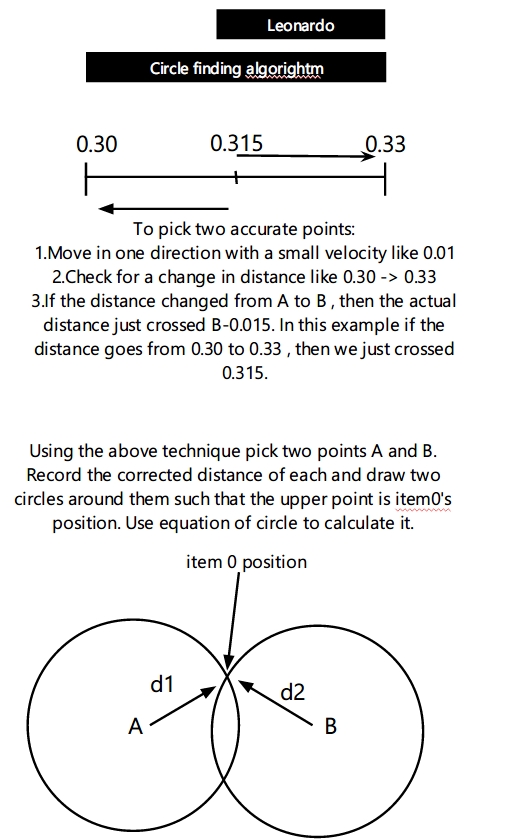 Leonardo
Circle finding algorightm
0.30 0.315 0.33
To pick two accurate points:
1.Move in one direction with a small velocity like 0.01
2.Check for a change in distance like 0.30 -> 0.33
3.If the distance changed from A to B , then the actual
distance just crossed B-0.015. In this example if the
distance goes from 0.30 to 0.33 , then we just crossed
0.315.
Using the above technique pick two points A and B.
Record the corrected distance of each and draw two
circles around them such that the upper point is item0's
position. Use equation of circle to calculate it.
item 0 position
d1 d2
A B